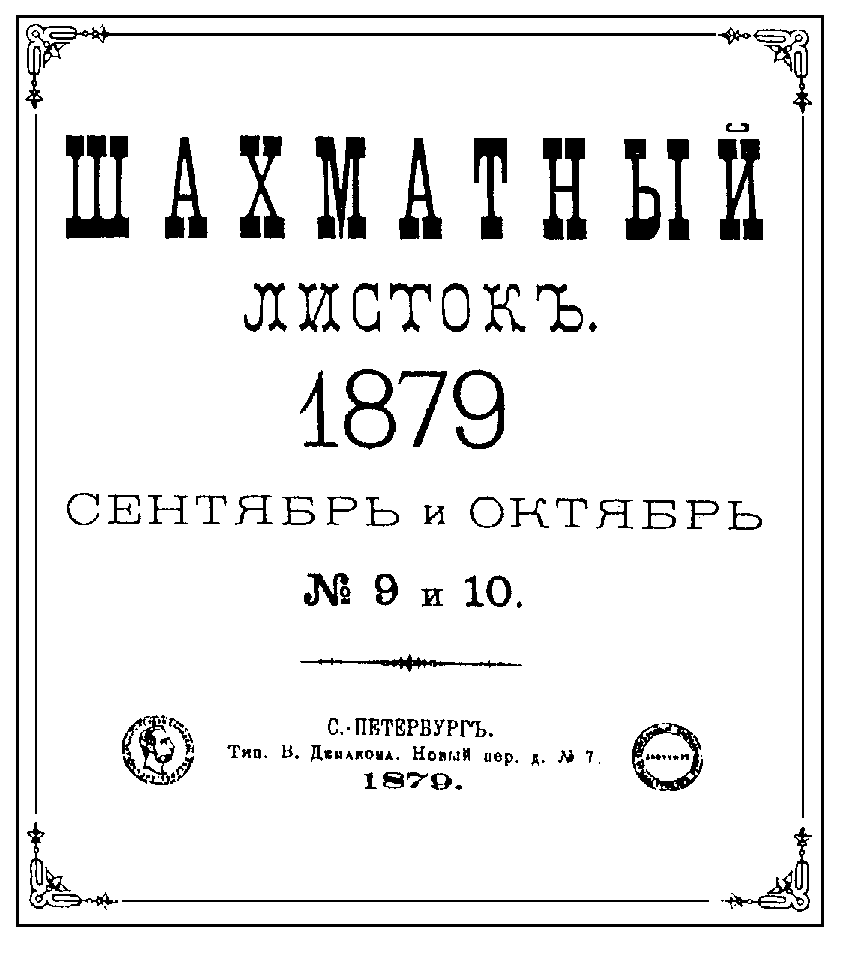 ШАХМАТНЫЙ
ЛИСТОКЪ.
1879
СЕНТЯБРЬ и ОКТЯБРЬ
№ 9 и 10.
С.-ПЕТЕРБУРГЪ.
Тип. В. Демакова. Новый пер. д. № 7.
1879.